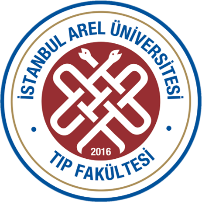 İSTANBUL AREL ÜNİVERSİTESİ
2016
TIP FAKÜLTESİ